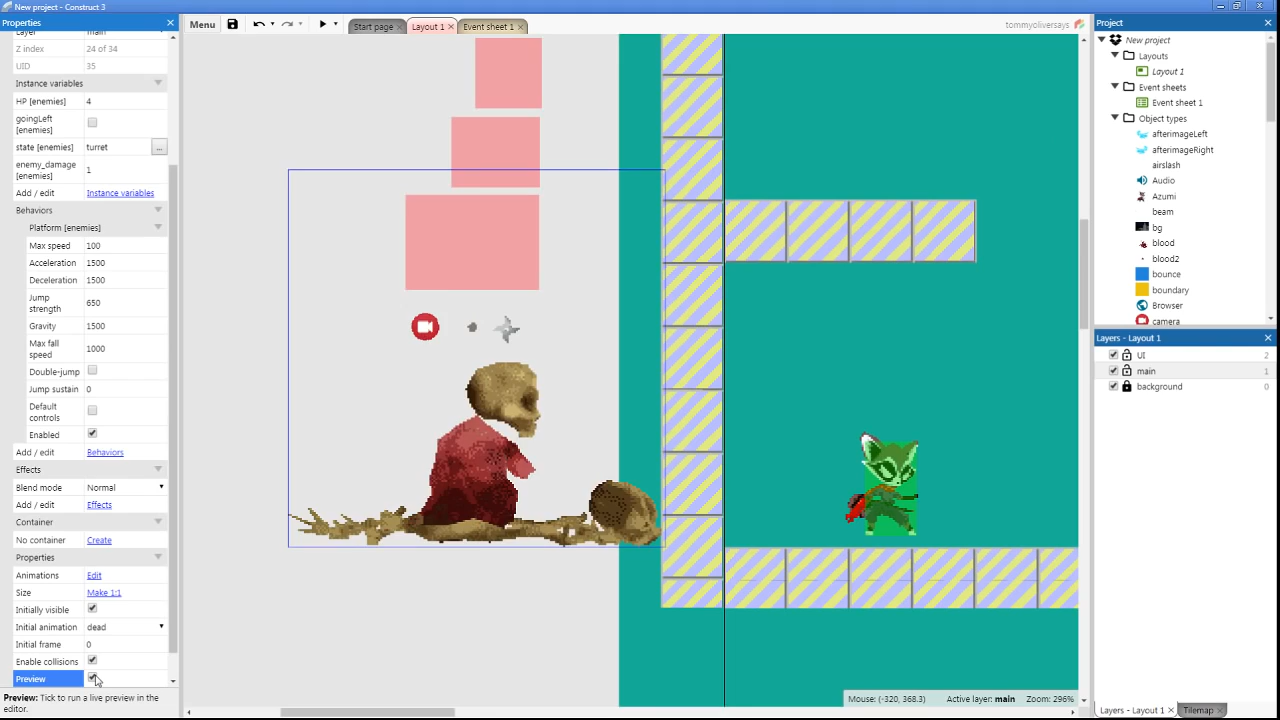 New project - Construct 3
Properties
Menu
Start page
Layout 1
Event sheet 1
tommyoliversays
Project
Layer
main
Z index
24 of 34
UID
35
Instance variables
HP [enemies]
4
goingLeft
[enemies]
state [enemies]
turret
...
enemy_damage
[enemies]
1
Add / edit
Instance variables
Behaviors
Platform [enemies]
Max speed
100
Acceleration
1500
Deceleration
1500
Jump
strength
650
Gravity
1500
Max fall
speed
1000
Double-jump
Jump sustain
0
Default
controls
Enabled
Add / edit
Behaviors
Effects
Blend mode
Normal
Add / edit
Effects
Container
No container
Create
Properties
Animations
Edit
Size
Make 1:1
Initially visible
Initial animation
dead
Initial frame
0
Enable collisions
Preview
Preview: Tick to run a live preview in the
editor.
Mouse: (-320, 368.3)
Active layer: main
Zoom: 296%
New project
Layouts
Layout 1
Event sheets
Event sheet 1
Object types
afterimageLeft
afterimageRight
airslash
Audio
Azumi
beam
bg
blood
blood2
bounce
boundary
Browser
camera
Layers - Layout 1
UI
2
main
1
background
0
Layers - Layout 1
Tilemap